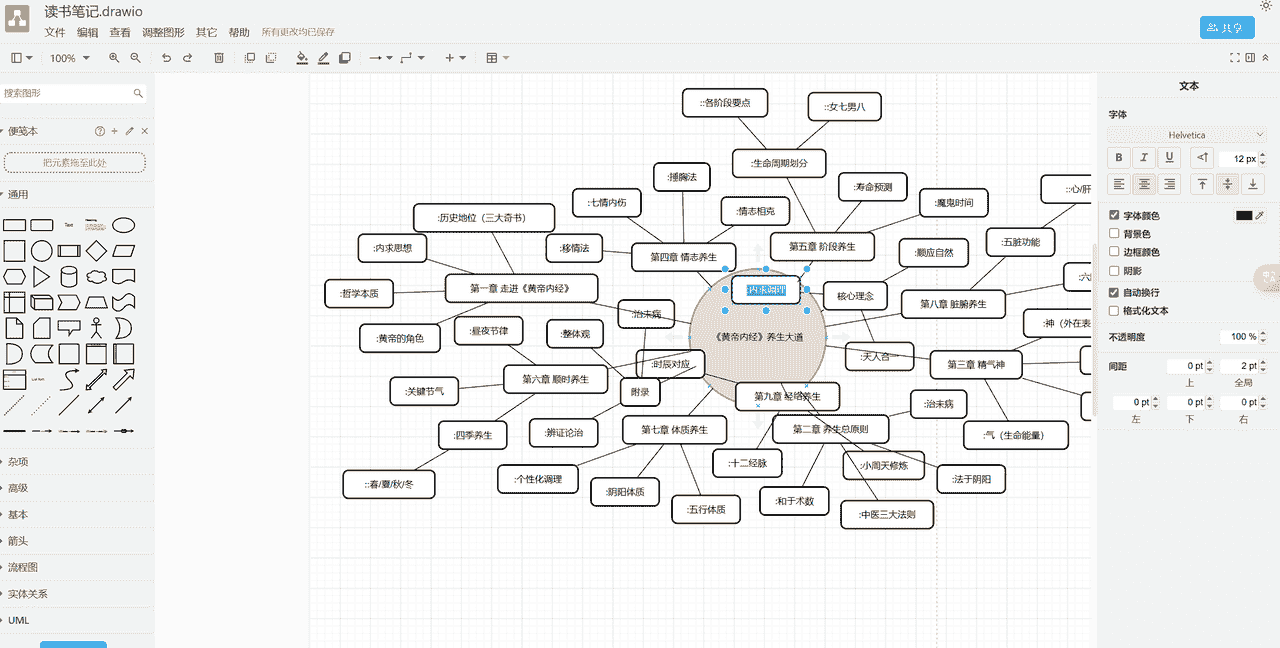 读书笔记.drawio
文件 编辑 查看 调整图形 其它 帮助 所有更改均已保存
共享
100%
搜索图形
便笺本
把元素拖至此处
通用
Text
杂项
高级
基本
箭头
流程图
实体关系
UML
::各阶段要点
::女七男八
:生命周期划分
:捶胸法
:寿命预测
:七情内伤
:情志相克
:魔鬼时间
::心/肝
:历史地位（三大奇书）
:内求思想
:移情法
第四章 情志养生
第五章 阶段养生
:顺应自然
:五脏功能
:哲学本质
第一章 走进《黄帝内经》
:内求调理
核心理念
第八章 脏腑养生
:治未病
:黄帝的角色
:昼夜节律
:整体观
《黄帝内经》养生大道
:神（外在表
:天人合一
:时辰对应
第三章 精气神
第六章 顺时养生
:关键节气
附录
第九章 经络养生
:治未病
:四季养生
:辨证论治
第七章 体质养生
第二章 养生总原则
:气（生命能量）
::春/夏/秋/冬
:个性化调理
:阴阳体质
:十二经脉
:小周天修炼
:法于阴阳
:五行体质
:和于术数
:中医三大法则
文本
字体
Helvetica
B I U 12 px
字体颜色
背景色
边框颜色
阴影
自动换行
格式化文本
不透明度 100 %
间距 0 pt 2 pt
上 全局
0 pt 0 pt 0 pt
左 下 右